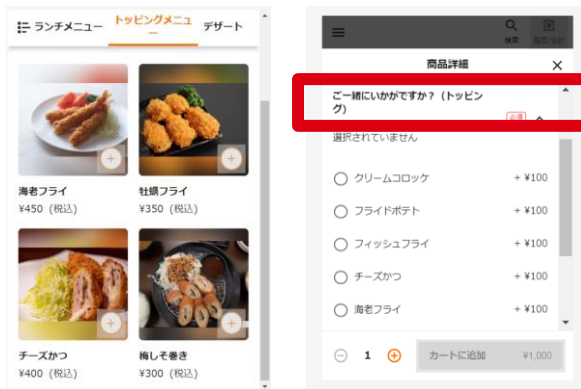 ランチメニュー
トッピングメニュー
デザート
海老フライ
¥450（税込）
牡蠣フライ
¥350（税込）
チーズかつ
¥400（税込）
梅しそ巻き
¥300（税込）
検索
履歴/会計
商品詳細
ご一緒にいかがですか？（トッピン
グ）
必須
選択されていません
クリームコロッケ + ¥100
フライドポテト + ¥100
フィッシュフライ + ¥100
チーズかつ + ¥100
海老フライ + ¥100
1
カートに追加 ¥1,000